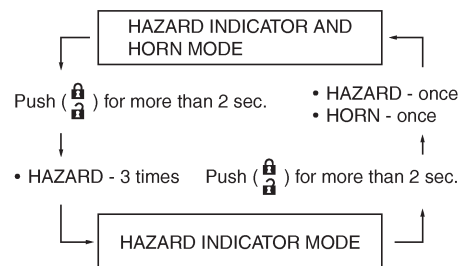 HAZARD INDICATOR AND
HORN MODE
Push ( ) for more than 2 sec.
• HAZARD - once
• HORN - once
• HAZARD - 3 times
Push ( ) for more than 2 sec.
HAZARD INDICATOR MODE